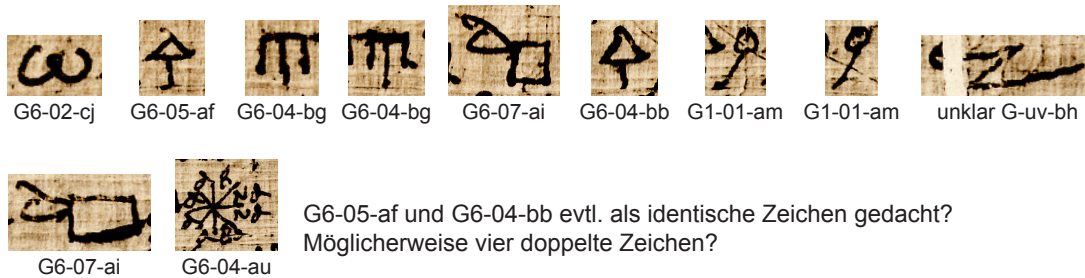 G6-02-cj G6-05-af G6-04-bg G6-04-bg G6-07-ai G6-04-bb G1-01-am G1-01-am unklar G-uv-bh
G6-05-af und G6-04-bb evtl. als identische Zeichen gedacht?
Möglicherweise vier doppelte Zeichen?
G6-07-ai G6-04-au